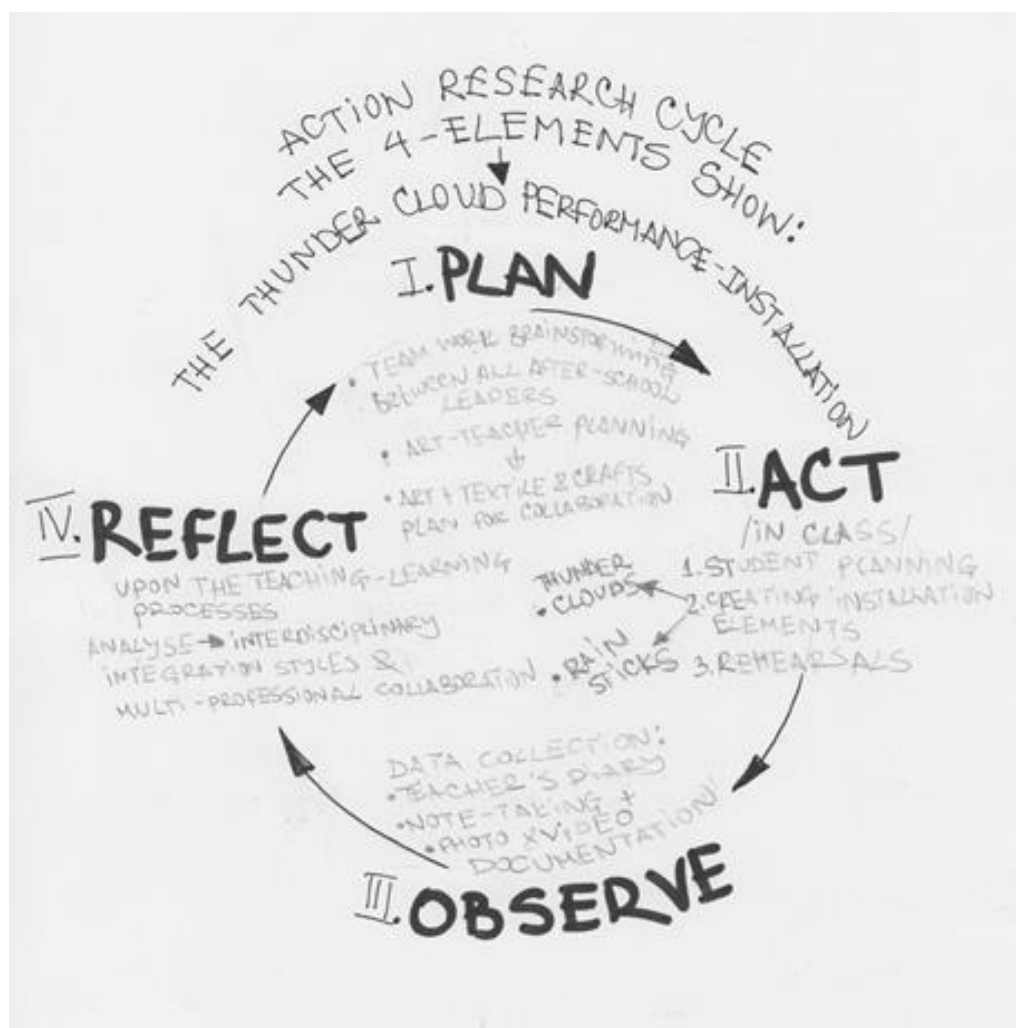 ACTION RESEARCH CYCLE
THE 4-ELEMENTS SHOW:
THE THUNDER CLOUD PERFORMANCE-INSTALLATION
I. PLAN
• TEAM WORK BRAINSTORMING
BETWEEN ALL AFTER-SCHOOL
LEADERS
• ART-TEACHER PLANNING
• ART + TEXTILE & CRAFTS
PLAN FOR COLLABORATION
II. ACT
/IN CLASS/
1. STUDENT PLANNING
2. CREATING INSTALLATION
ELEMENTS
3. REHEARSALS
THUNDER
• CLOUDS
• RAIN
STICKS
III. OBSERVE
DATA COLLECTION:
• TEACHER'S DIARY
• NOTE-TAKING +
• PHOTO & VIDEO
DOCUMENTATION
IV. REFLECT
UPON THE TEACHING-LEARNING
PROCESSES
ANALYSE → INTERDISCIPLINARY
INTEGRATION STYLES &
MULTI-PROFESSIONAL COLLABORATION